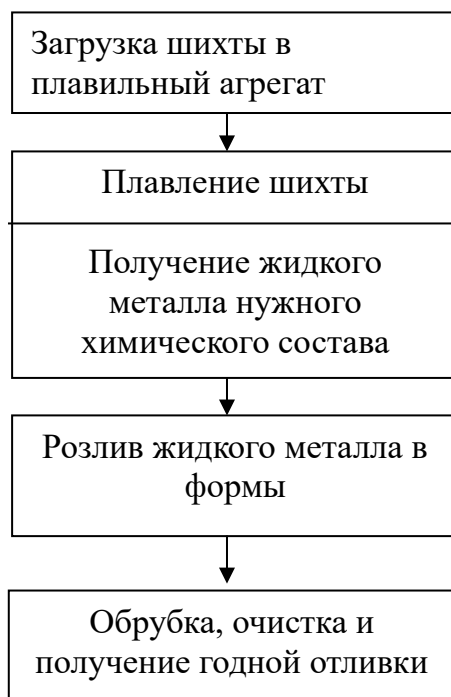 Загрузка шихты в
плавильный агрегат
Плавление шихты
Получение жидкого
металла нужного
химического состава
Розлив жидкого металла в
формы
Обрубка, очистка и
получение годной отливки